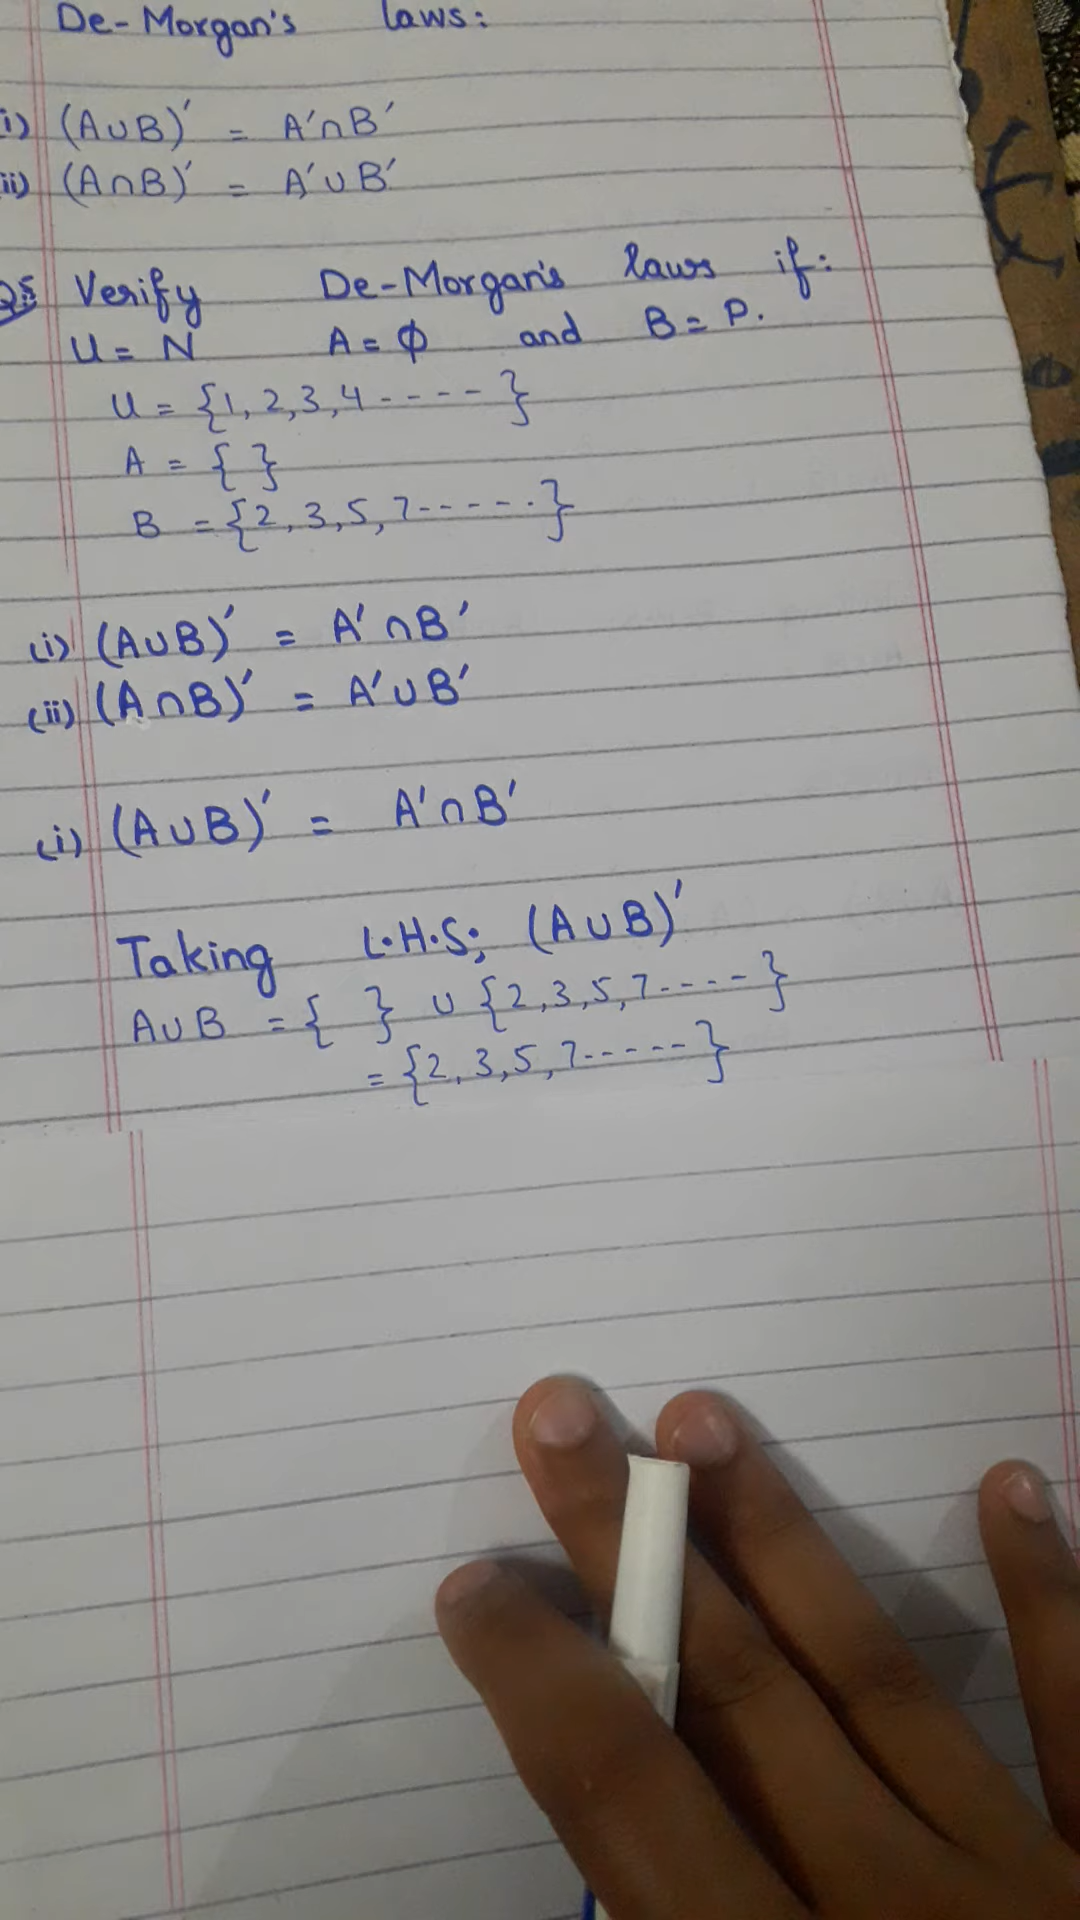 De-Morgan's laws:
i) (A∪B)′ = A′∩B′
ii) (A∩B)′ = A′∪B′
Q5 Verify De-Morgan's laws if:
U = N A = ϕ and B = P.
U = {1, 2, 3, 4 - - - - }
A = { }
B = {2, 3, 5, 7 - - - - - . }
(i) (A∪B)′ = A′∩B′
(ii) (A∩B)′ = A′∪B′
(i) (A∪B)′ = A′∩B′
Taking L.H.S; (A∪B)′
A∪B = { } ∪ {2, 3, 5, 7 - - - - }
= {2, 3, 5, 7 - - - - - }